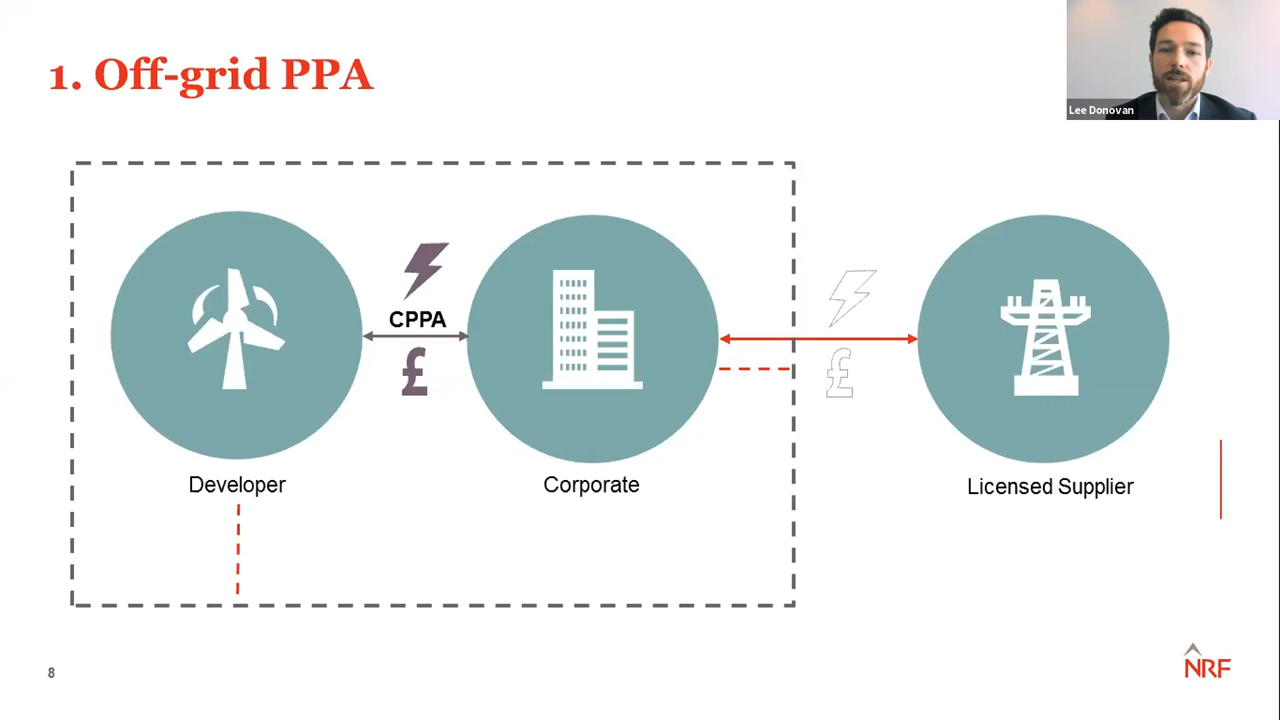 1. Off-grid PPA
Lee Donovan
CPPA
£
£
Developer
Corporate
Licensed Supplier
8
NRF